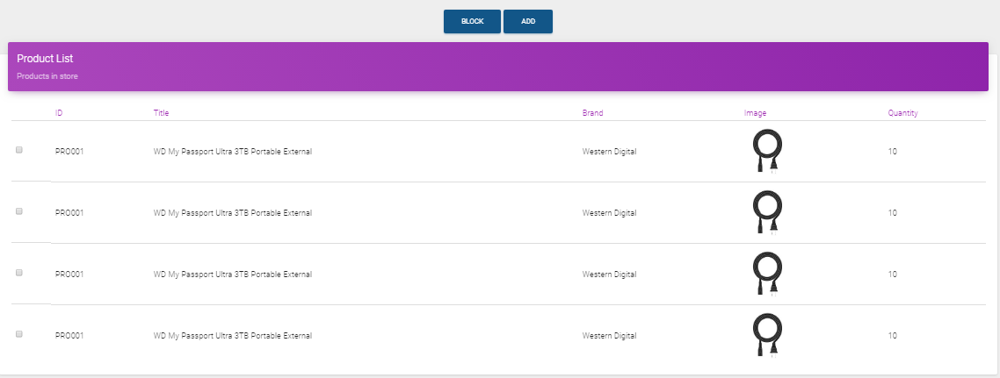 BLOCK ADD
Product List
Products in store
ID Title Brand Image Quantity
PRO001 WD My Passport Ultra 3TB Portable External Western Digital 10
PRO001 WD My Passport Ultra 3TB Portable External Western Digital 10
PRO001 WD My Passport Ultra 3TB Portable External Western Digital 10
PRO001 WD My Passport Ultra 3TB Portable External Western Digital 10